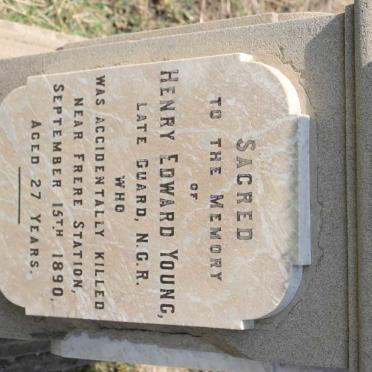 SACRED
TO THE MEMORY
OF
HENRY EDWARD YOUNG,
LATE GUARD, N.G.R.
WHO
WAS ACCIDENTALLY KILLED
NEAR FRERE STATION,
SEPTEMBER 15TH 1890,
AGED 27 YEARS.